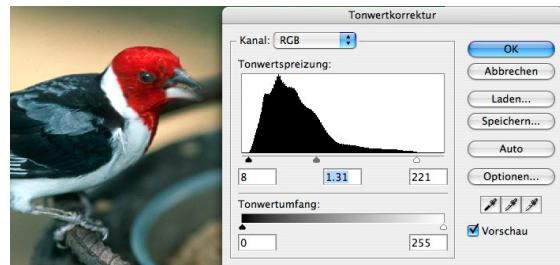 Tonwertkorrektur
Kanal: RGB
OK
Tonwertspreizung:
Abbrechen
Laden...
Speichern...
Auto
8 1.31 221
Optionen...
Tonwertumfang:
Vorschau
0 255